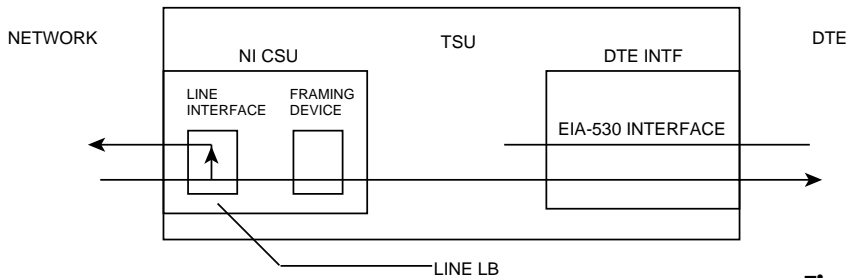 NETWORK
TSU
DTE
NI CSU
DTE INTF
LINE
INTERFACE
FRAMING
DEVICE
EIA-530 INTERFACE
LINE LB